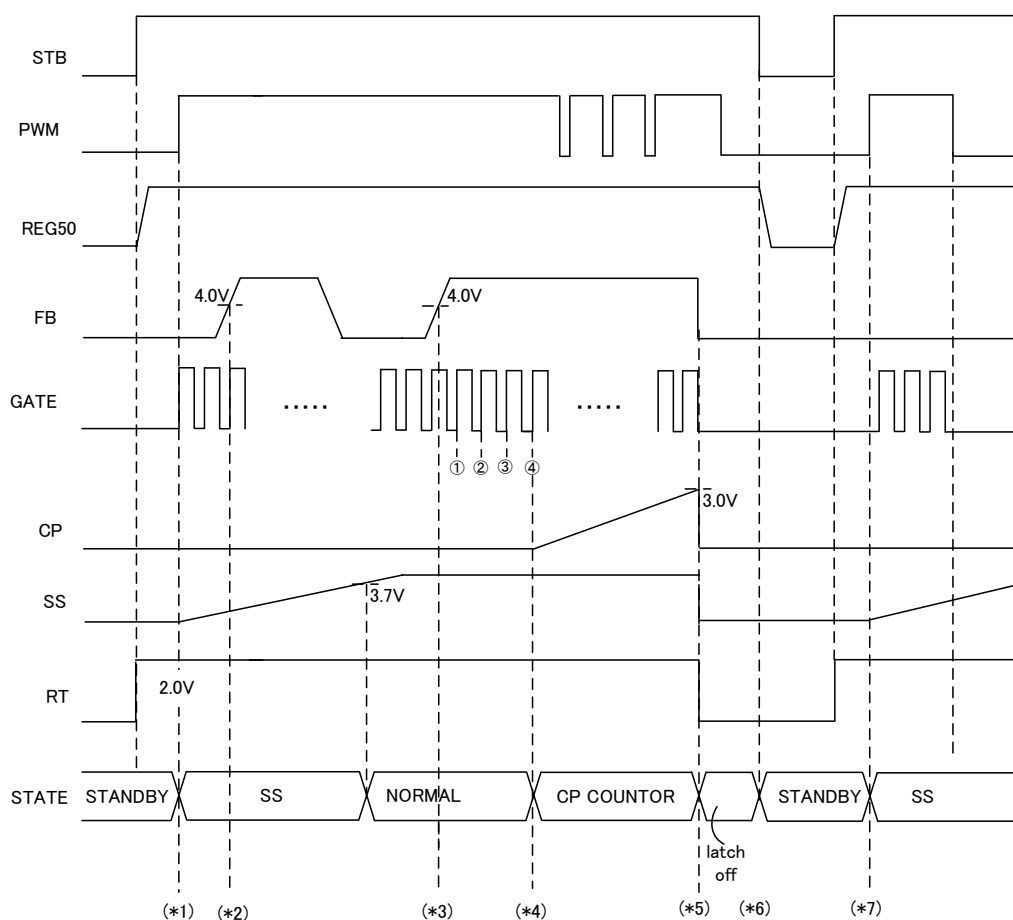 STB
PWM
REG50
4.0V
4.0V
FB
GATE
.....
.....
① ② ③ ④
3.0V
CP
3.7V
SS
2.0V
RT
STATE STANDBY SS NORMAL CP COUNTOR STANDBY SS
latch
off
(*1) (*2) (*3) (*4) (*5) (*6) (*7)